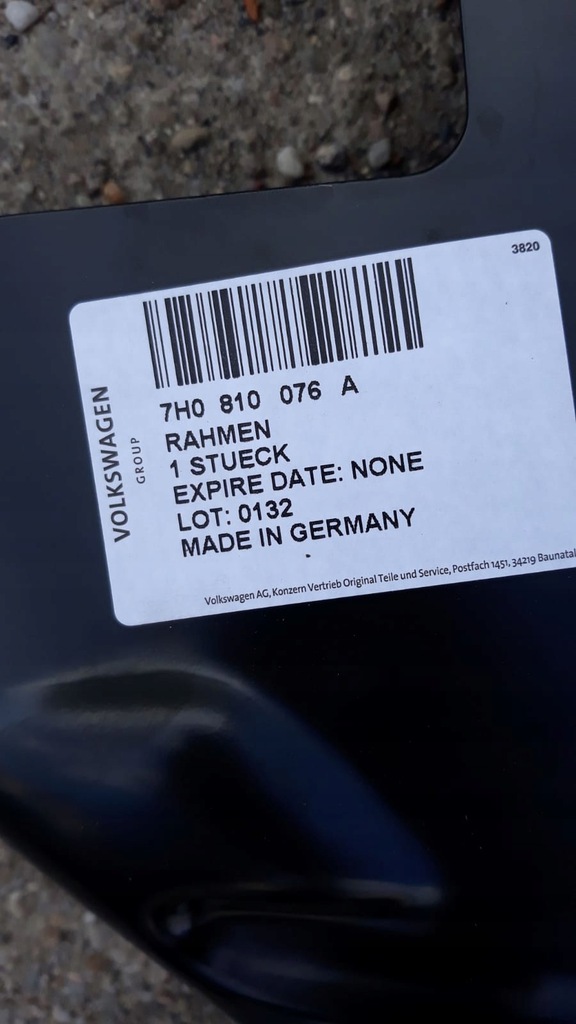 3820
VOLKSWAGEN
GROUP
7H0 810 076 A
RAHMEN
1 STUECK
EXPIRE DATE: NONE
LOT: 0132
MADE IN GERMANY
Volkswagen AG, Konzern Vertrieb Original Teile und Service, Postfach 1451, 34219 Baunatal